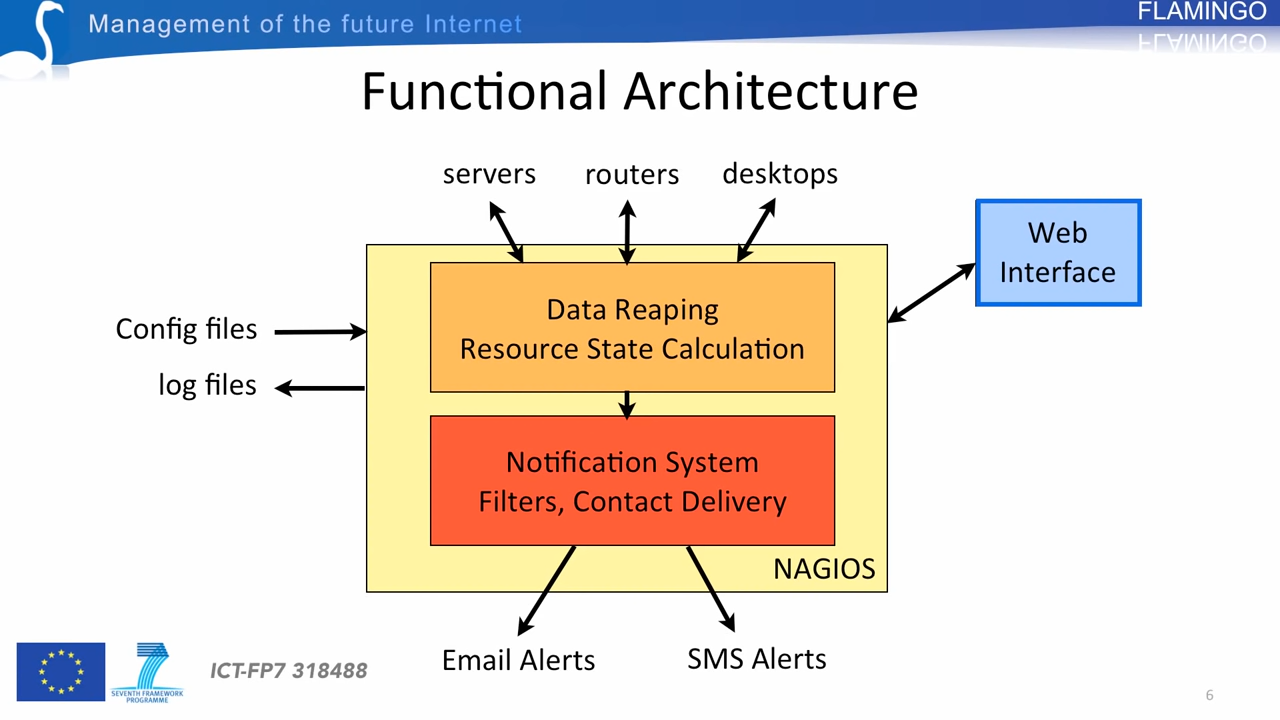 Management of the future Internet
FLAMINGO
FLAMINGO
Functional Architecture
servers
routers
desktops
Web
Interface
Data Reaping
Resource State Calculation
Config files
log files
Notification System
Filters, Contact Delivery
NAGIOS
Email Alerts
SMS Alerts
7
SEVENTH FRAMEWORK
PROGRAMME
ICT-FP7 318488
6